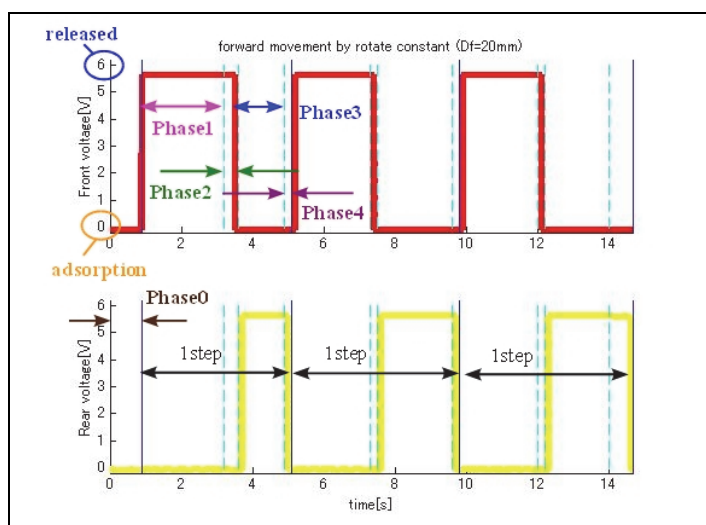 released
forward movement by rotate constant (Df=20mm)
6
5
4
3
2
1
0
Front voltage[V]
Phase1
Phase3
Phase2
Phase4
0 2 4 6 8 10 12 14
adsorption
Phase0
6
5
4
3
2
1
0
Rear voltage[V]
1step 1step 1step
0 2 4 6 8 10 12 14
time[s]